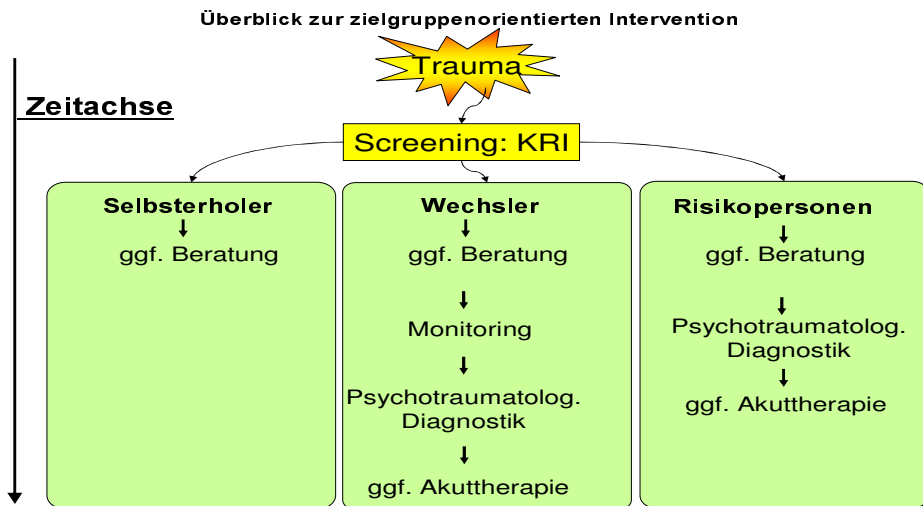 Überblick zur zielgruppenorientierten Intervention
Trauma
Zeitachse
Screening: KRI
Selbsterholer
ggf. Beratung
Wechsler
ggf. Beratung
Monitoring
Psychotraumatolog.
Diagnostik
ggf. Akuttherapie
Risikopersonen
ggf. Beratung
Psychotraumatolog.
Diagnostik
ggf. Akuttherapie